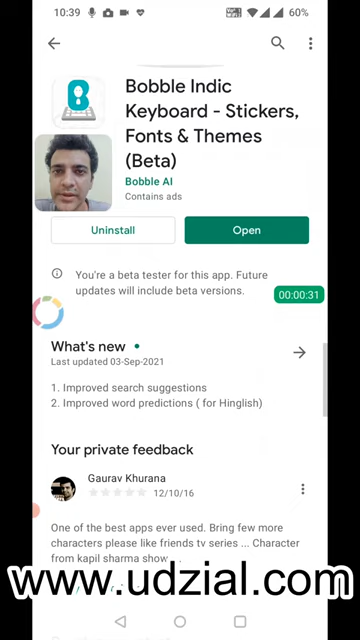 10:39
60%
Bobble Indic
Keyboard - Stickers,
Fonts & Themes
(Beta)
Bobble AI
Contains ads
Uninstall
Open
You're a beta tester for this app. Future
updates will include beta versions.
00:00:31
What's new
Last updated 03-Sep-2021
1. Improved search suggestions
2. Improved word predictions ( for Hinglish)
Your private feedback
Gaurav Khurana
12/10/16
One of the best apps ever used. Bring few more
characters please like friends tv series ... Character
from kapil sharma show
www.udzial.com